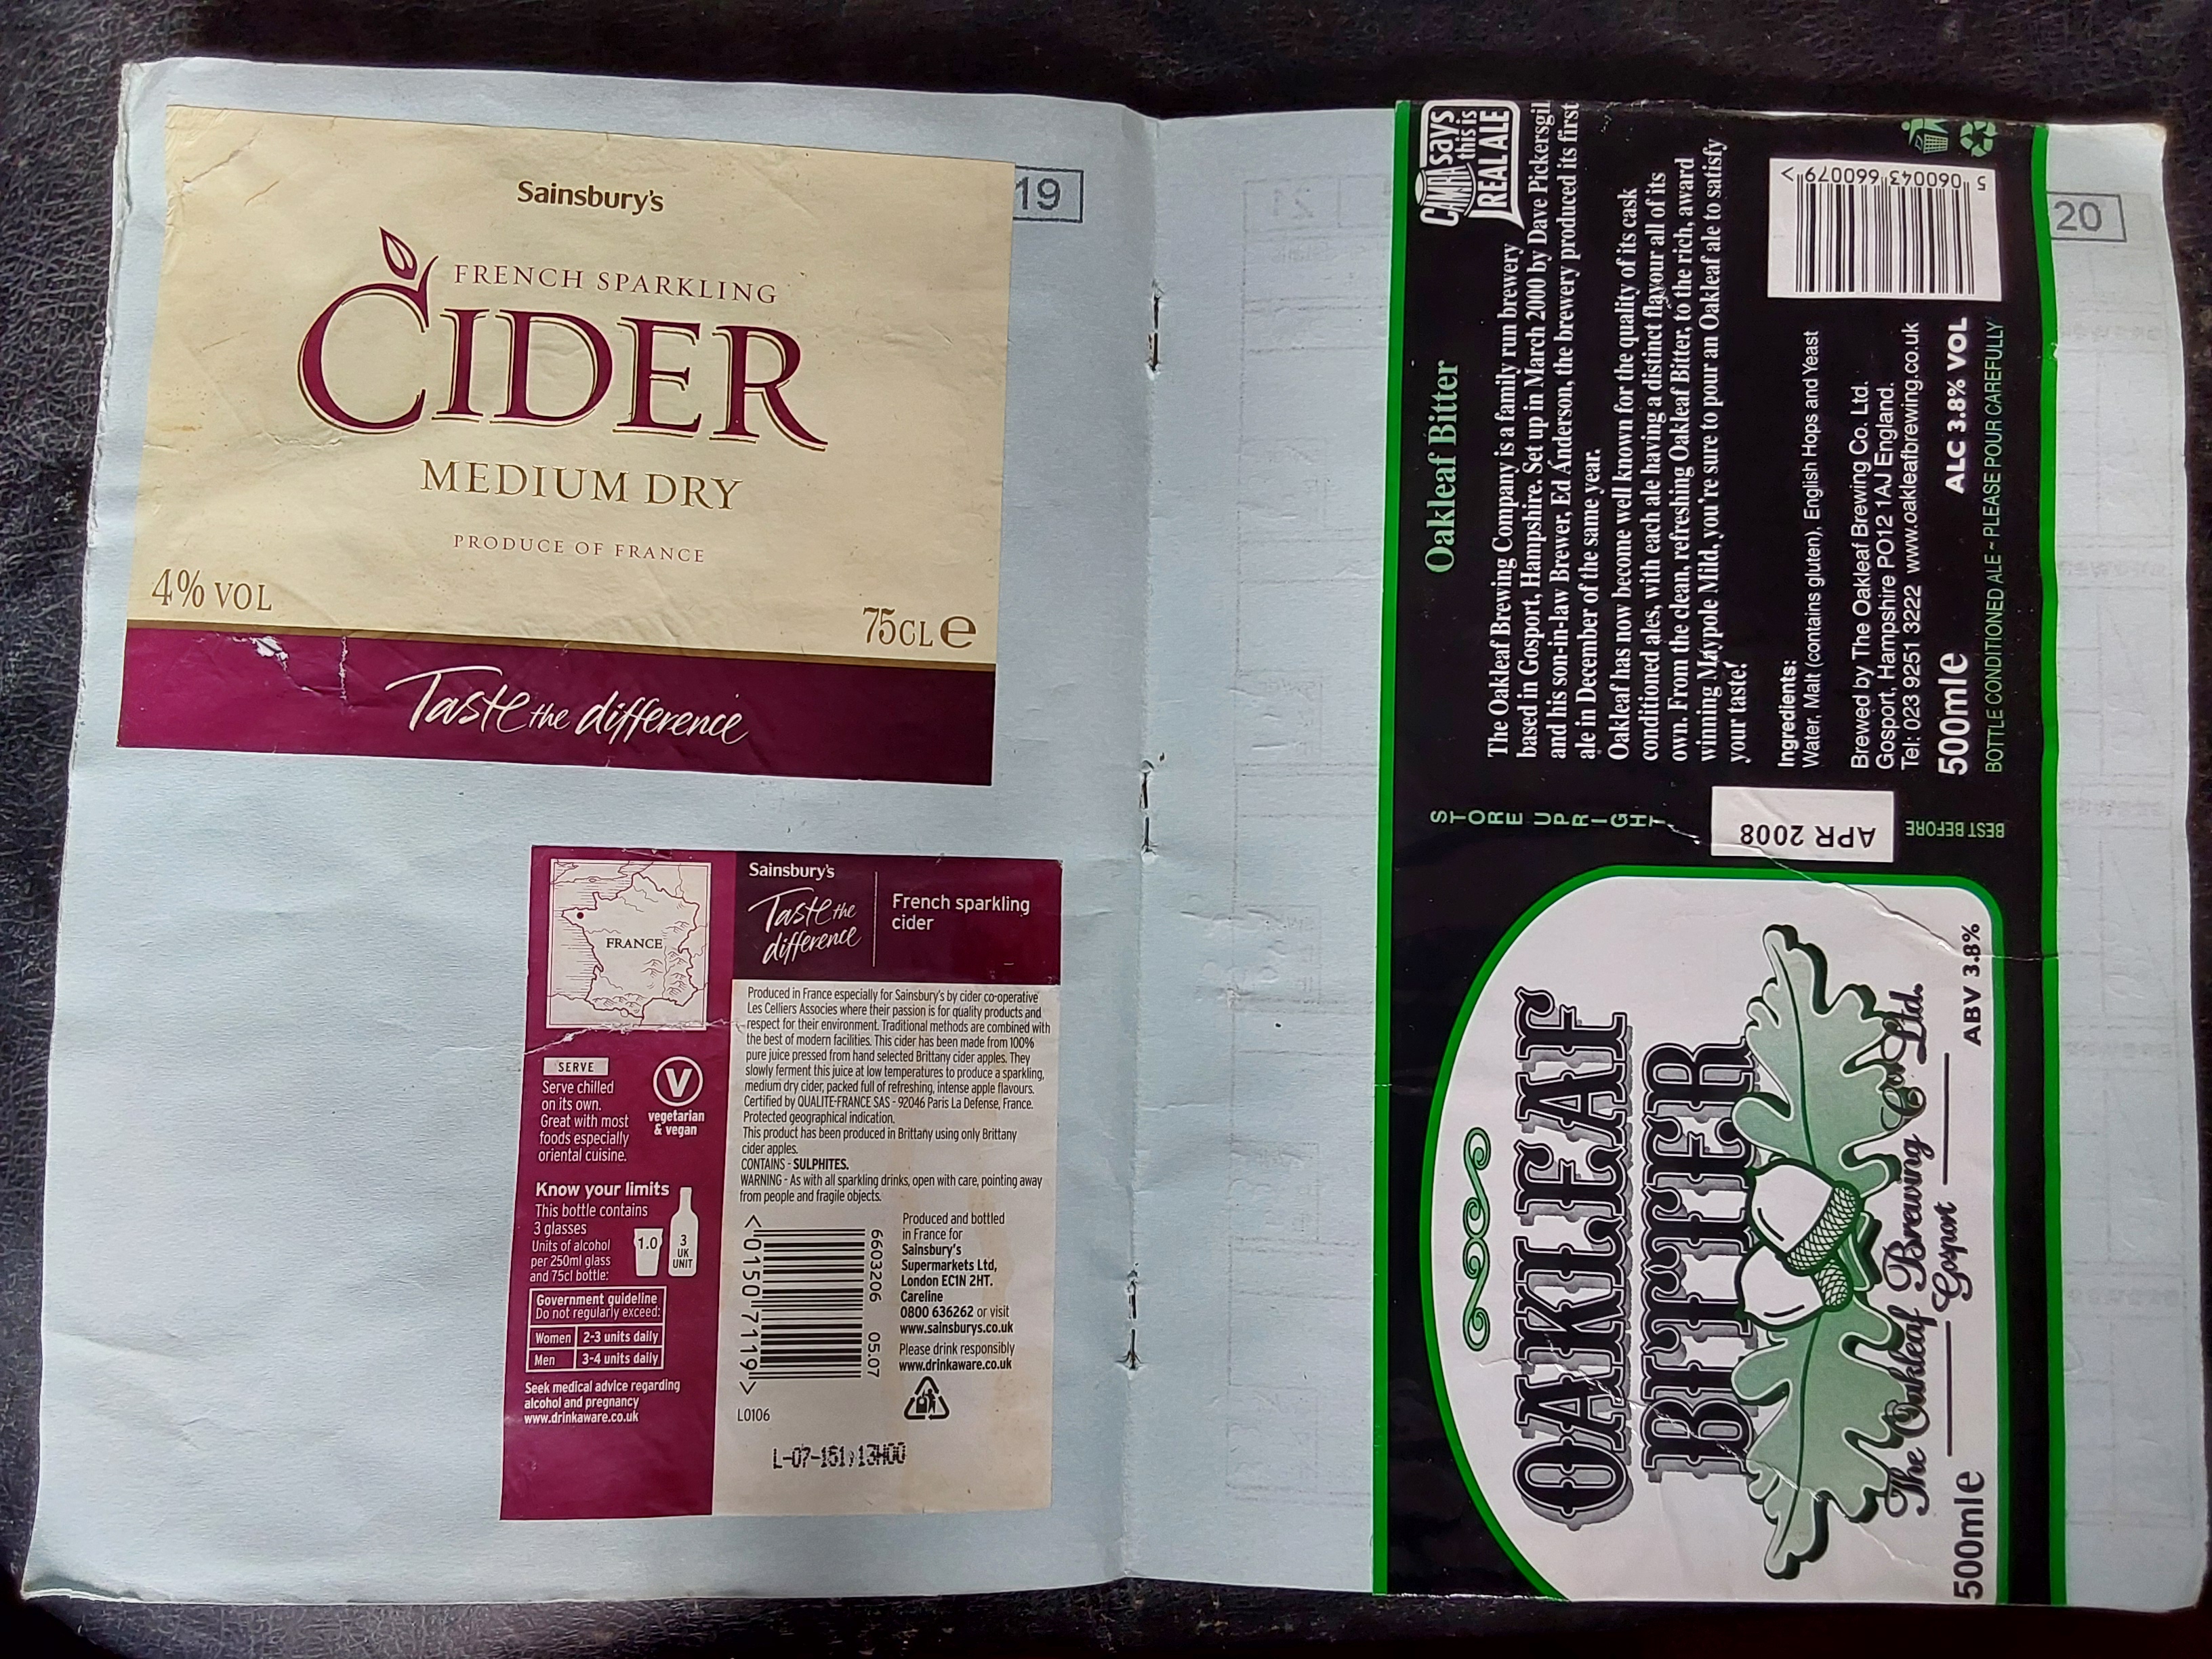 Sainsbury's
FRENCH SPARKLING
CIDER
MEDIUM DRY
PRODUCE OF FRANCE
4% VOL
75CL e
Taste the difference
19
FRANCE
SERVE
Serve chilled
on its own.
Great with most
foods especially
oriental cuisine.
V
vegetarian
& vegan
Know your limits
This bottle contains
3 glasses
Units of alcohol
per 250ml glass
and 75cl bottle:
1.0
3
UK
UNIT
Government guideline
Do not regularly exceed:
Women 2-3 units daily
Men 3-4 units daily
Seek medical advice regarding
alcohol and pregnancy
www.drinkaware.co.uk
Sainsbury's
Taste the
difference
French sparkling
cider
Produced in France especially for Sainsbury's by cider co-operative
Les Celliers Associes where their passion is for quality products and
respect for their environment. Traditional methods are combined with
the best of modern facilities. This cider has been made from 100%
pure juice pressed from hand selected Brittany cider apples. They
slowly ferment this juice at low temperatures to produce a sparkling,
medium dry cider, packed full of refreshing, intense apple flavours.
Certified by QUALITE-FRANCE SAS - 92046 Paris La Defense, France.
Protected geographical indication.
This product has been produced in Brittany using only Brittany
cider apples.
CONTAINS - SULPHITES.
WARNING - As with all sparkling drinks, open with care, pointing away
from people and fragile objects.
< 0150 7119 >
6603206 05.07
L0106
Produced and bottled
in France for
Sainsbury's
Supermarkets Ltd,
London EC1N 2HT.
Careline
0800 636262 or visit
www.sainsburys.co.uk
Please drink responsibly
www.drinkaware.co.uk
L-07-151 13H00
OAKLEAF
BITTER
The Oakleaf Brewing Co. Ltd.
Gosport
500mle
ABV 3.8%
STORE UPRIGHT
APR 2008
BEST BEFORE
Oakleaf Bitter
CAMRA says
this is
REAL ALE
The Oakleaf Brewing Company is a family run brewery
based in Gosport, Hampshire. Set up in March 2000 by Dave Pickersgil
and his son-in-law Brewer, Ed Anderson, the brewery produced its first
ale in December of the same year.
Oakleaf has now become well known for the quality of its cask
conditioned ales, with each ale having a distinct flavour all of its
own. From the clean, refreshing Oakleaf Bitter, to the rich, award
winning Maypole Mild, you're sure to pour an Oakleaf ale to satisfy
your taste!
Ingredients:
Water, Malt (contains gluten), English Hops and Yeast
Brewed by The Oakleaf Brewing Co. Ltd.
Gosport, Hampshire PO12 1AJ England.
Tel: 023 9251 3222 www.oakleafbrewing.co.uk
500mle
ALC 3.8% VOL
BOTTLE CONDITIONED ALE ~ PLEASE POUR CAREFULLY
5 060043 660079 >
20